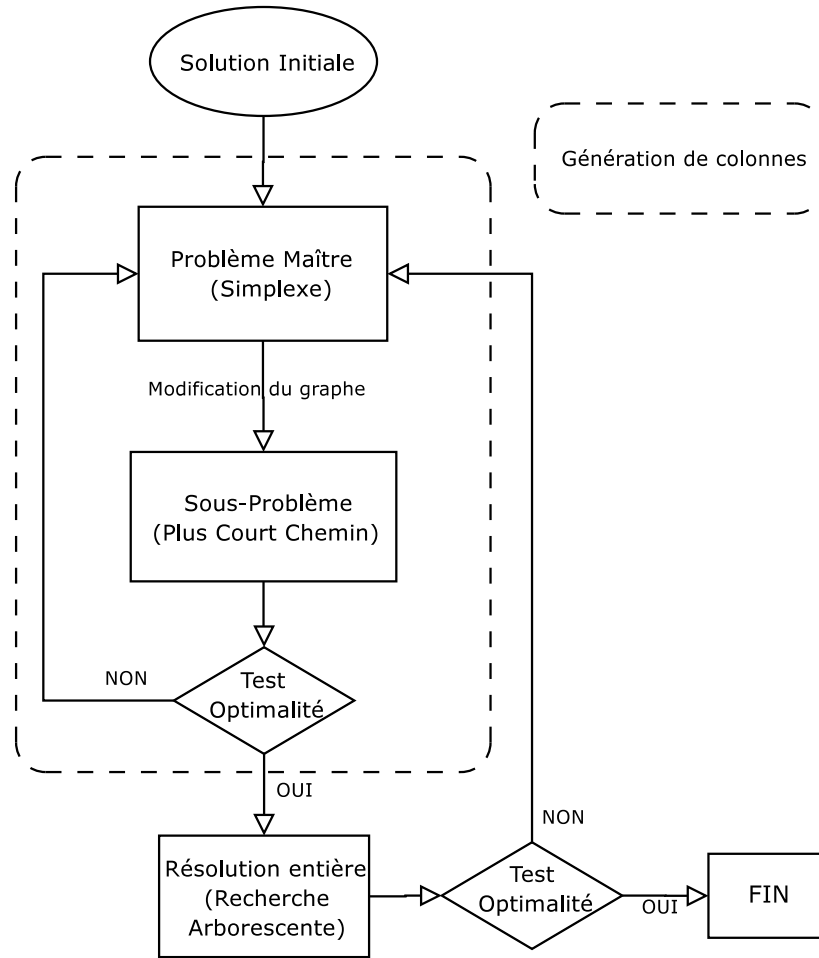 Solution Initiale
Génération de colonnes
Problème Maître
(Simplexe)
Modification du graphe
Sous-Problème
(Plus Court Chemin)
NON
Test
Optimalité
OUI
NON
Résolution entière
(Recherche
Arborescente)
Test
Optimalité
OUI
FIN